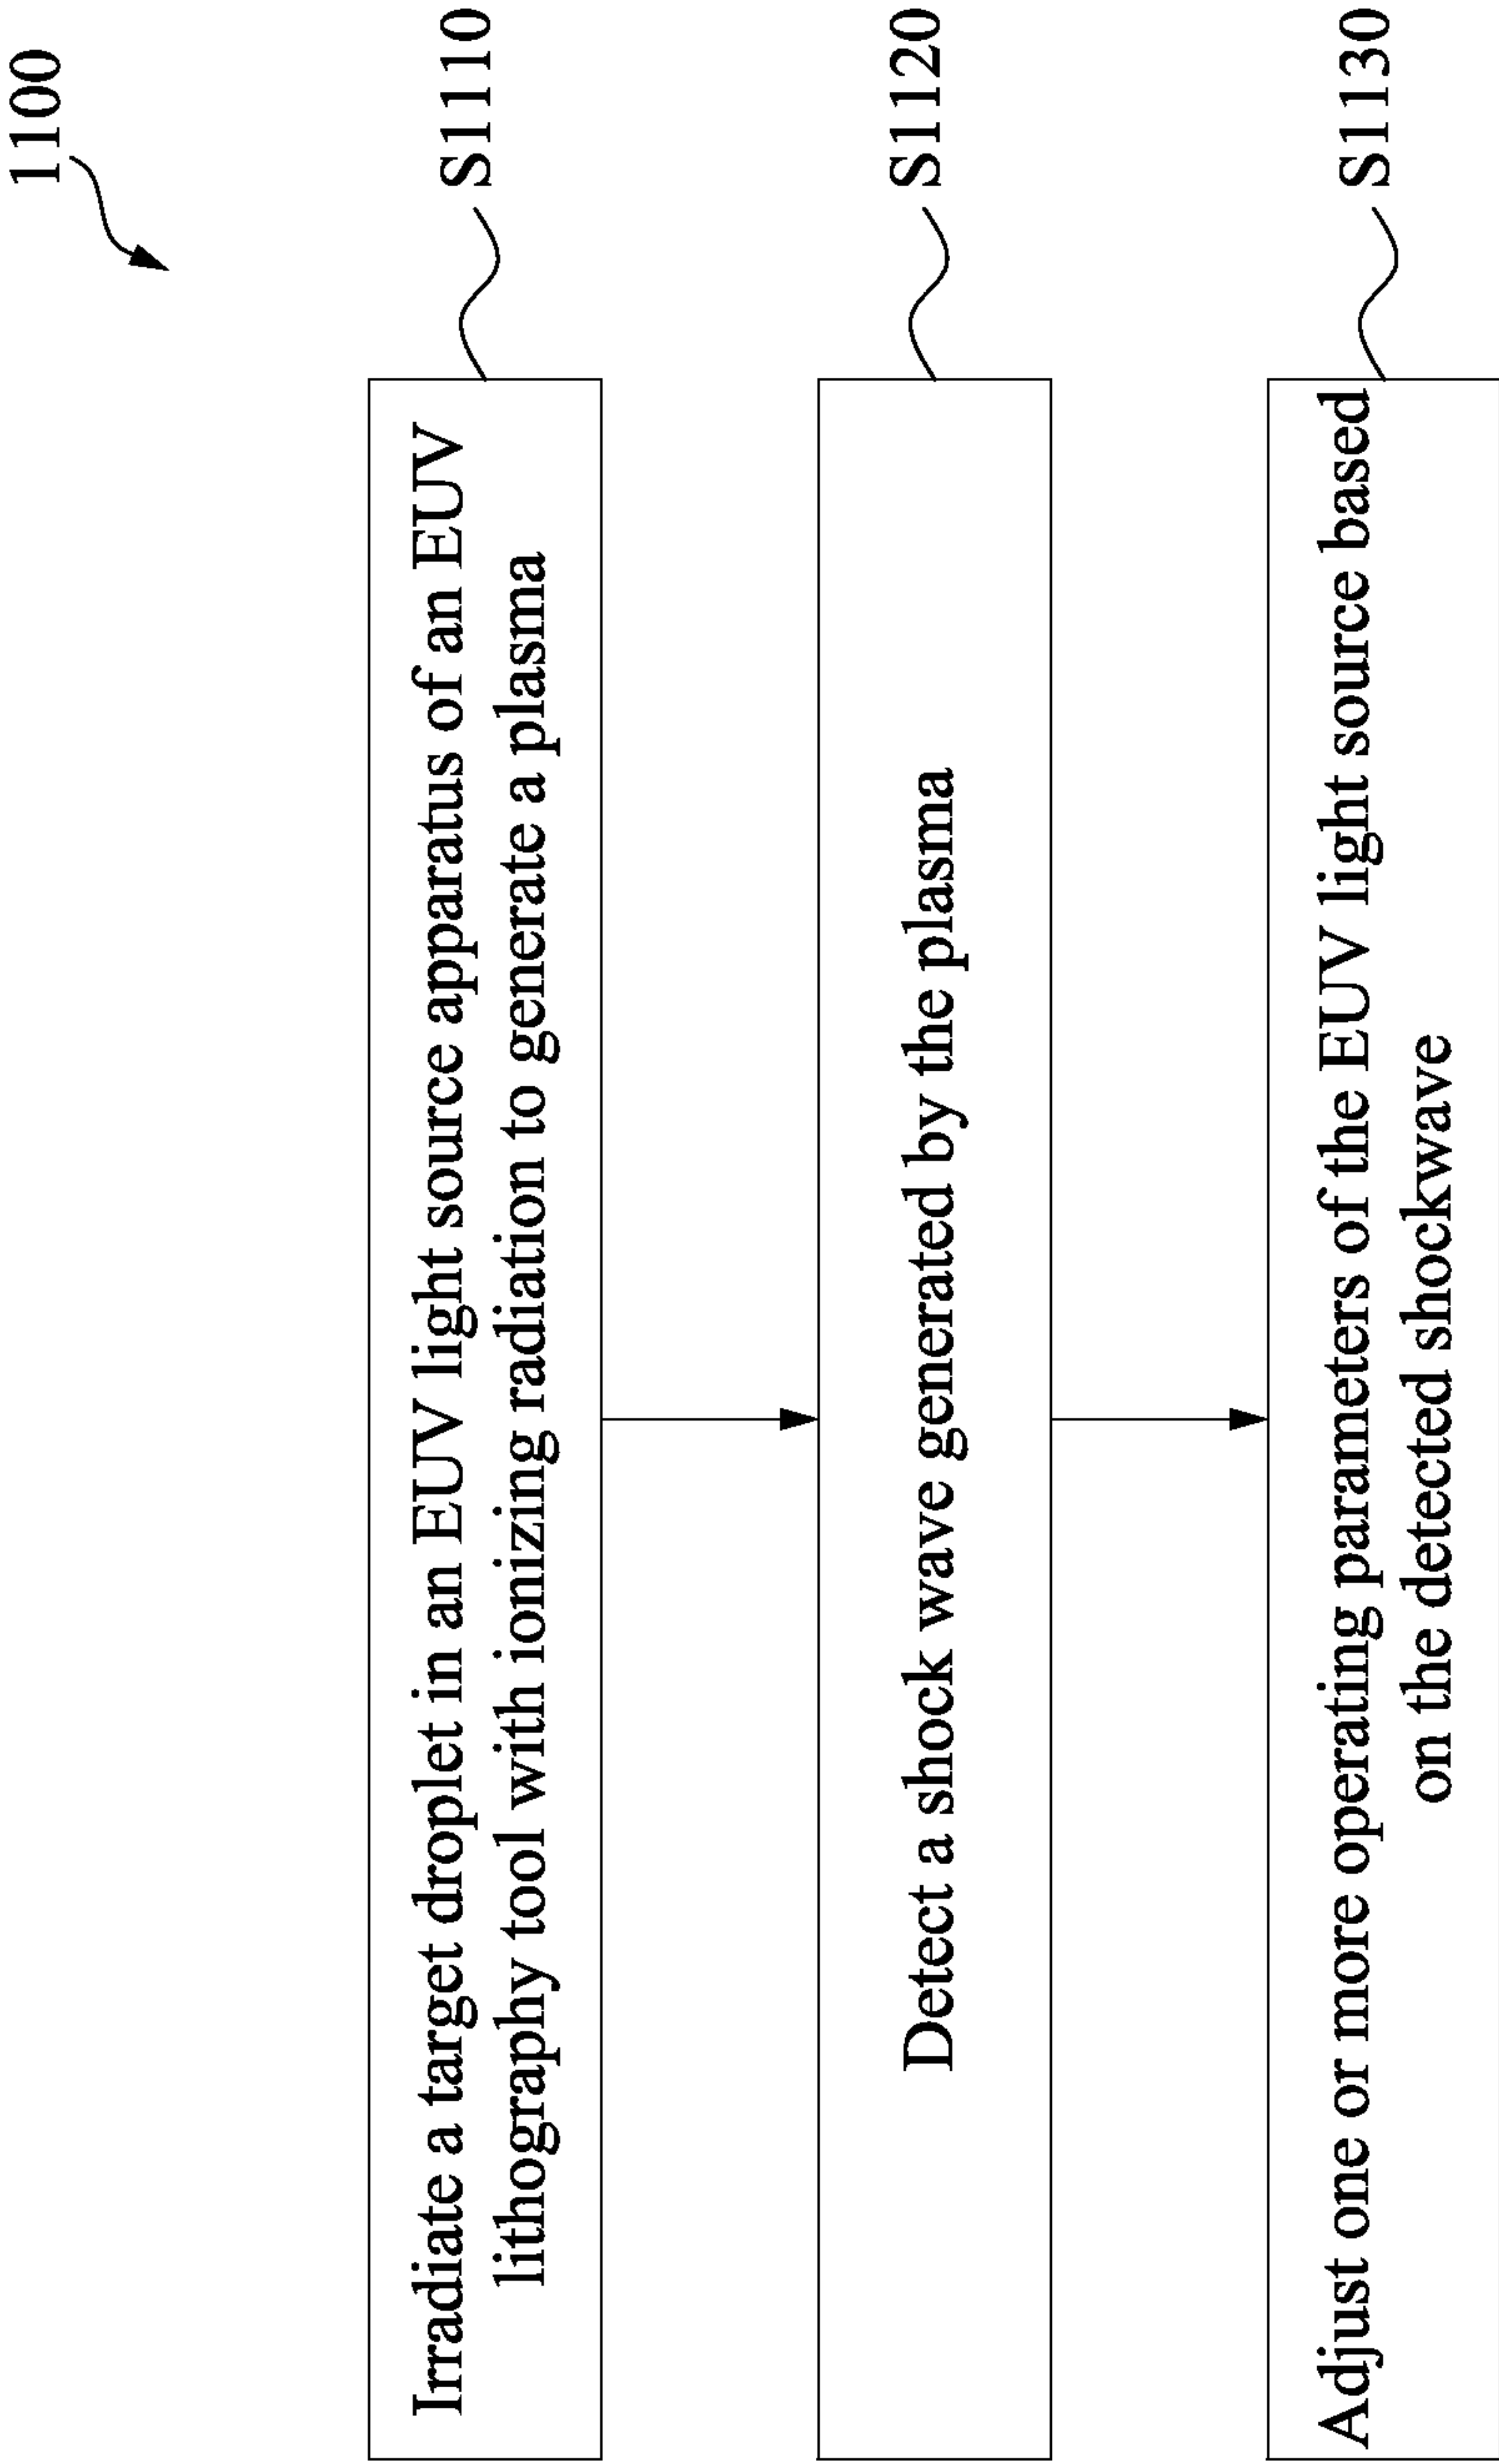 1100
Irradiate a target droplet in an EUV light source apparatus of an EUV
lithography tool with ionizing radiation to generate a plasma
S1110
Detect a shock wave generated by the plasma
S1120
Adjust one or more operating parameters of the EUV light source based
on the detected shockwave
S1130